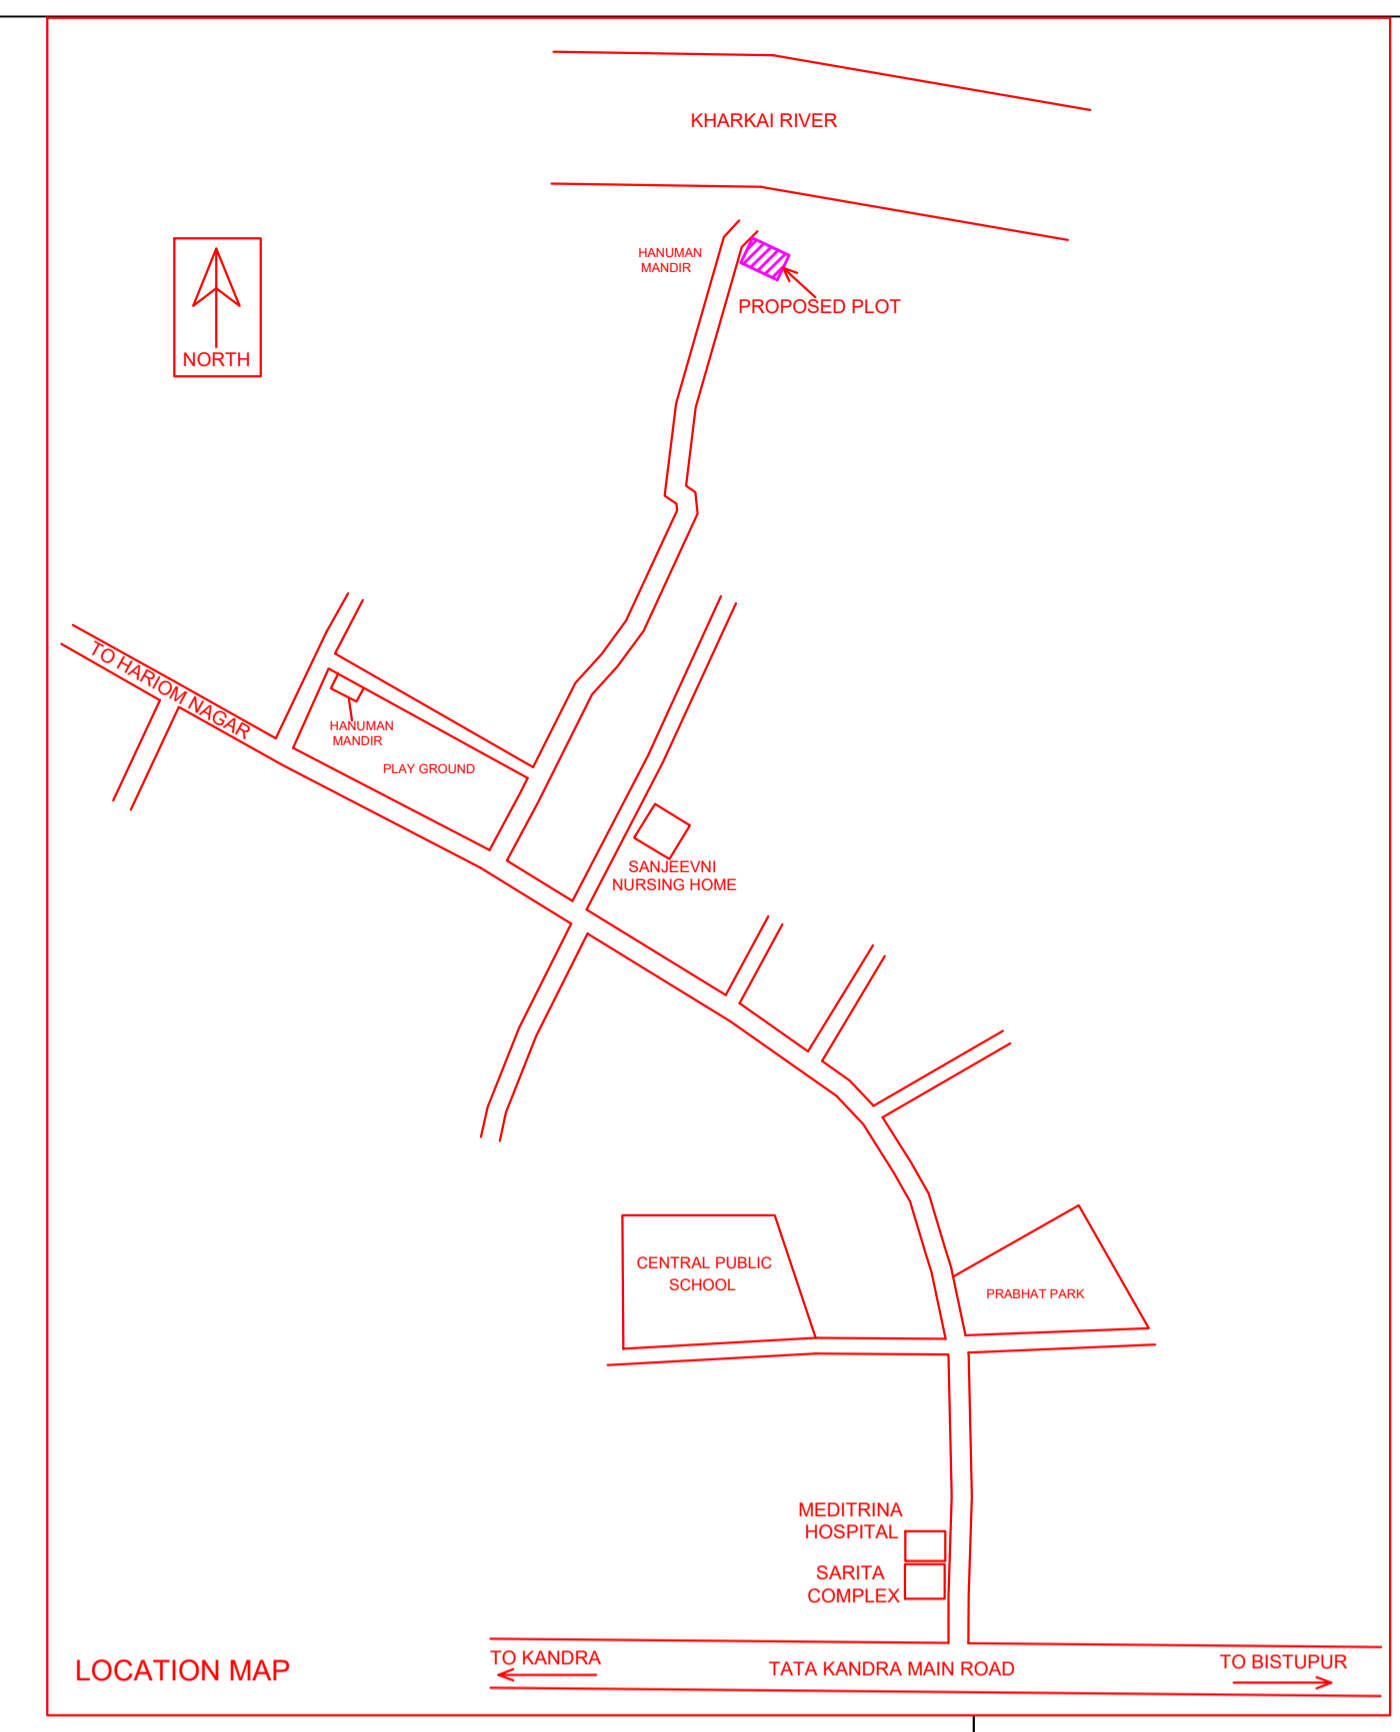 KHARKAI RIVER
HANUMAN
MANDIR
PROPOSED PLOT
NORTH
TO HARIOM NAGAR
HANUMAN
MANDIR
PLAY GROUND
SANJEEVNI
NURSING HOME
CENTRAL PUBLIC
SCHOOL
PRABHAT PARK
MEDITRINA
HOSPITAL
SARITA
COMPLEX
LOCATION MAP
TO KANDRA
TATA KANDRA MAIN ROAD
TO BISTUPUR